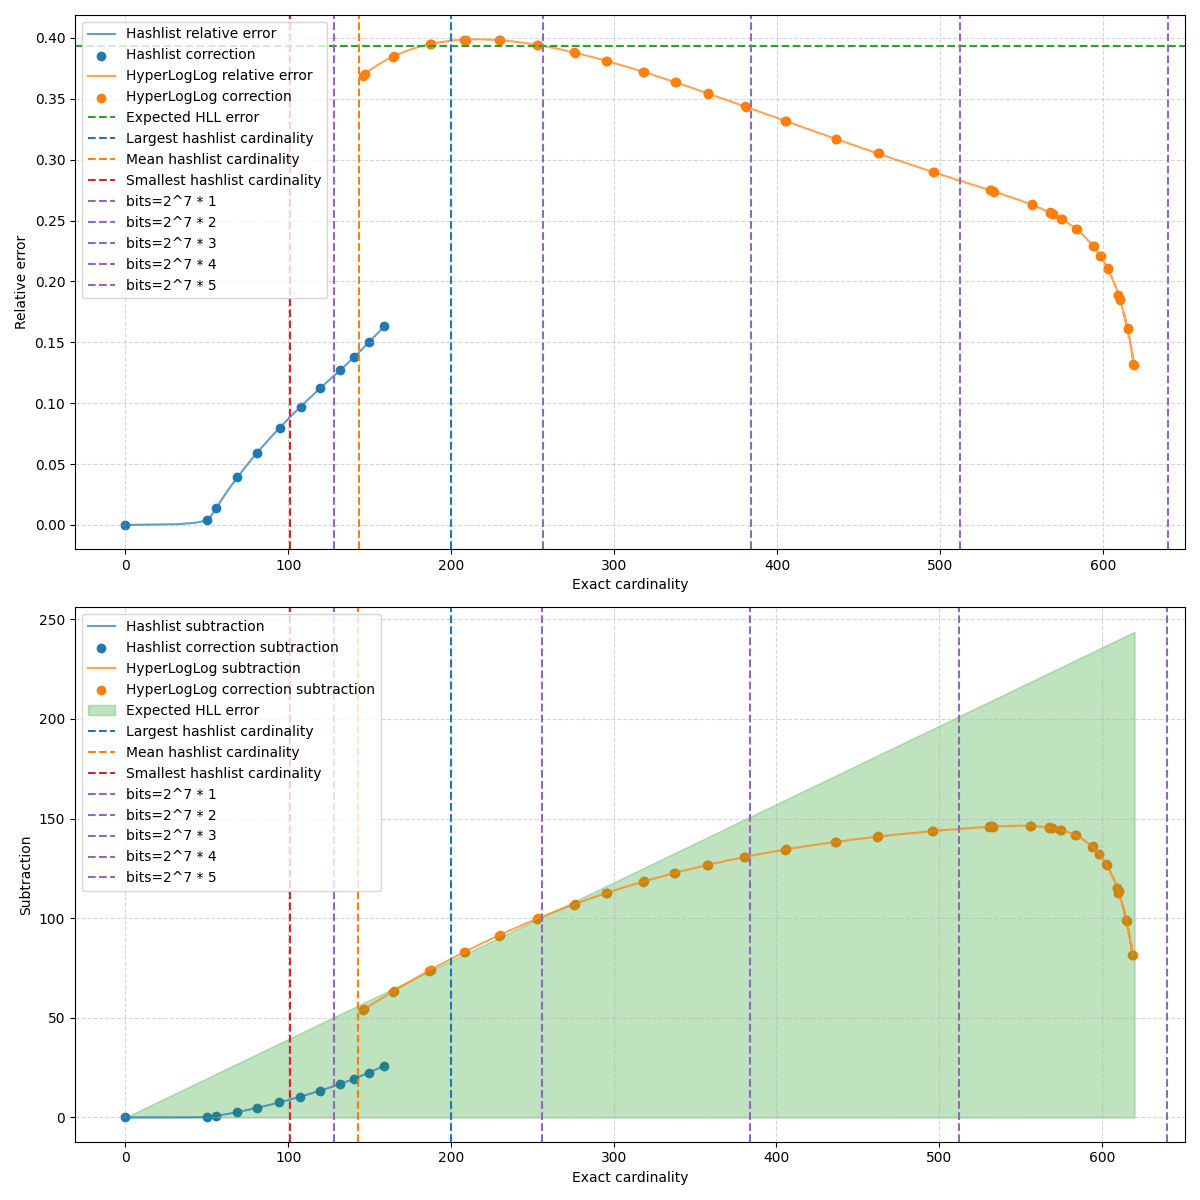 0.40
0.35
0.30
0.25
0.20
0.15
0.10
0.05
0.00
Relative error
Hashlist relative error
Hashlist correction
HyperLogLog relative error
HyperLogLog correction
Expected HLL error
Largest hashlist cardinality
Mean hashlist cardinality
Smallest hashlist cardinality
bits=2^7 * 1
bits=2^7 * 2
bits=2^7 * 3
bits=2^7 * 4
bits=2^7 * 5
0 100 200 300 400 500 600
Exact cardinality
250
200
150
100
50
0
Subtraction
Hashlist subtraction
Hashlist correction subtraction
HyperLogLog subtraction
HyperLogLog correction subtraction
Expected HLL error
Largest hashlist cardinality
Mean hashlist cardinality
Smallest hashlist cardinality
bits=2^7 * 1
bits=2^7 * 2
bits=2^7 * 3
bits=2^7 * 4
bits=2^7 * 5
0 100 200 300 400 500 600
Exact cardinality